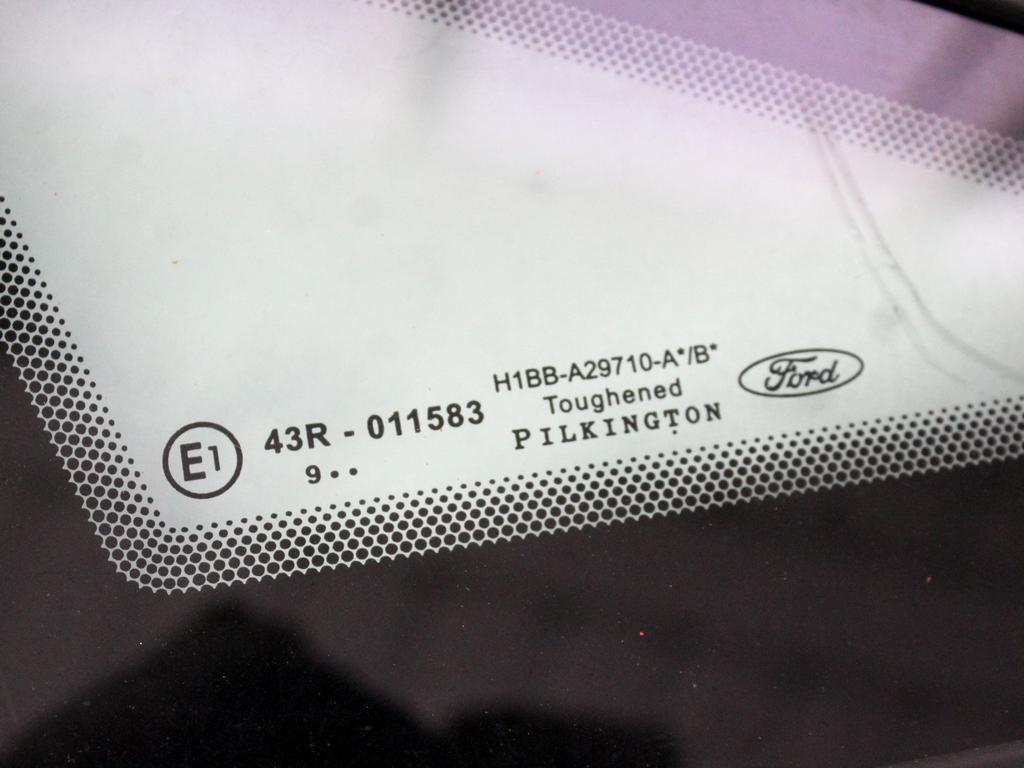 E1
43R - 011583
9••
H1BB-A29710-A*/B*
Toughened
PILKINGTON
Ford